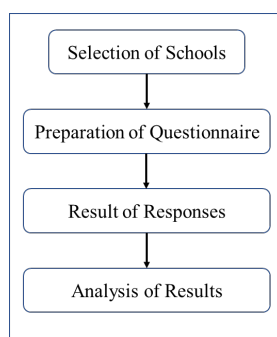 Selection of Schools
Preparation of Questionnaire
Result of Responses
Analysis of Results